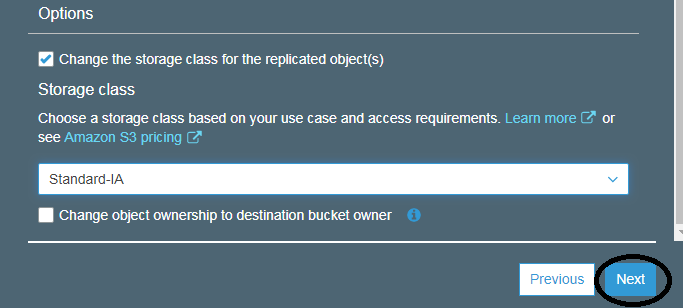 Options
Change the storage class for the replicated object(s)
Storage class
Choose a storage class based on your use case and access requirements. Learn more or
see Amazon S3 pricing
Standard-IA
Change object ownership to destination bucket owner
Previous Next